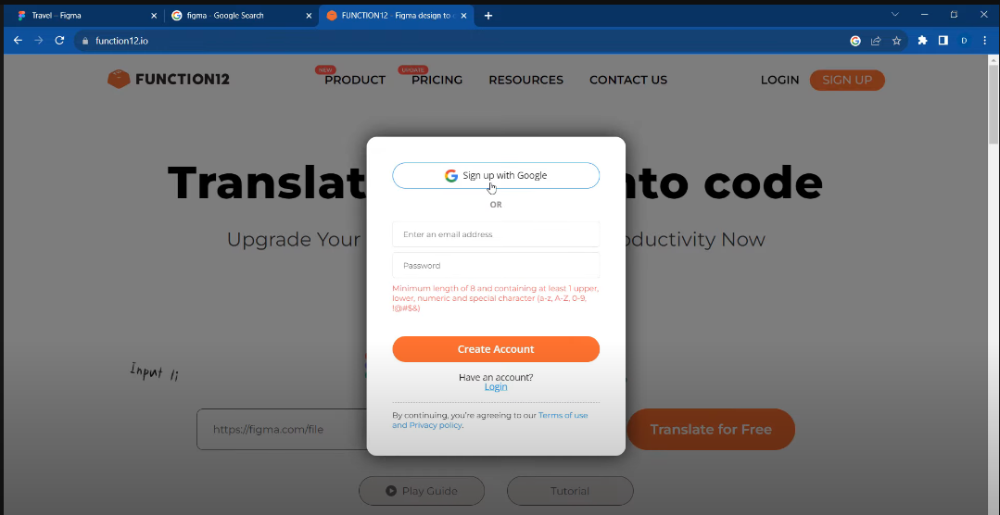 Travel – Figma
figma - Google Search
FUNCTION12 - Figma design to
function12.io
D
FUNCTION12
NEW
PRODUCT
UPDATE
PRICING
RESOURCES
CONTACT US
LOGIN
SIGN UP
Translat
nto code
Upgrade Your
oductivity Now
Sign up with Google
OR
Enter an email address
Password
Minimum length of 8 and containing at least 1 upper,
lower, numeric and special character (a-z, A-Z, 0-9,
!@#$&)
Create Account
Have an account?
Login
By continuing, you're agreeing to our Terms of use
and Privacy policy.
Input li
https://figma.com/file
Translate for Free
Play Guide
Tutorial